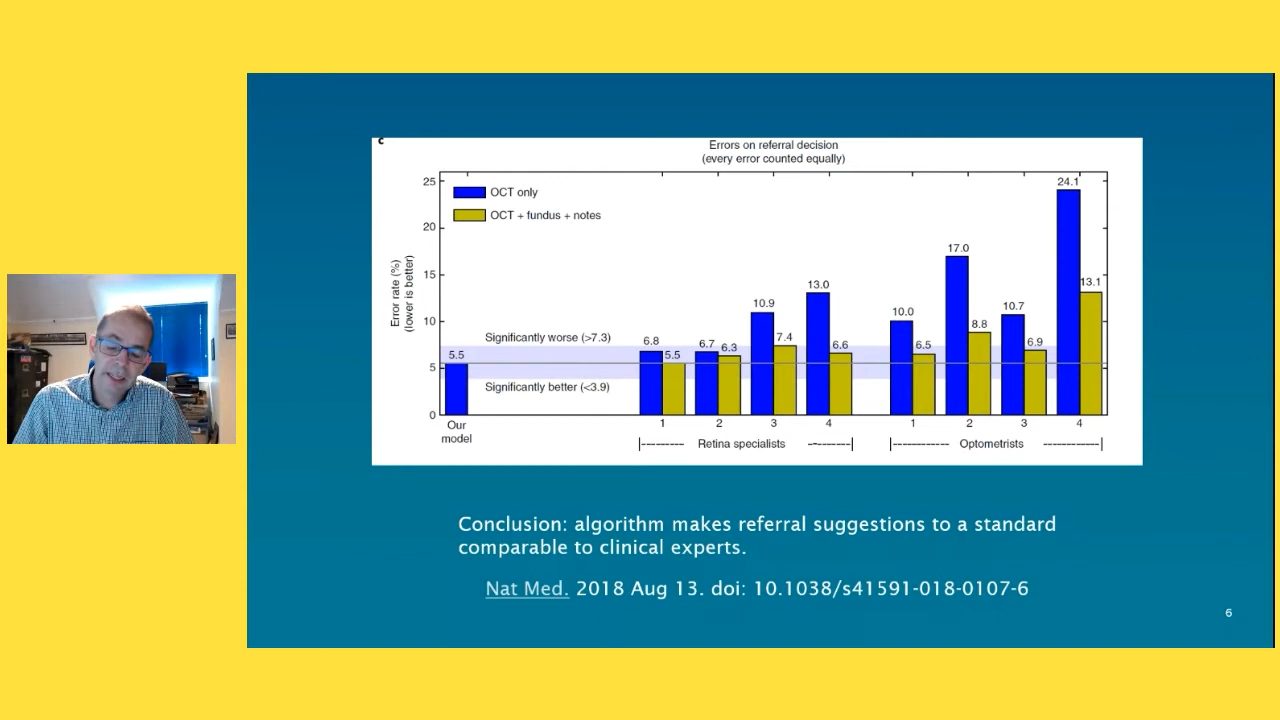 c
Errors on referral decision
(every error counted equally)
Error rate (%)
(lower is better)
25
20
15
10
5
0
OCT only
OCT + fundus + notes
Significantly worse (>7.3)
Significantly better (<3.9)
5.5
6.8
5.5
6.7
6.3
10.9
7.4
13.0
6.6
10.0
6.5
17.0
8.8
10.7
6.9
24.1
13.1
Our
model
1 2 3 4 1 2 3 4
Retina specialists Optometrists
Conclusion: algorithm makes referral suggestions to a standard
comparable to clinical experts.
Nat Med. 2018 Aug 13. doi: 10.1038/s41591-018-0107-6
6